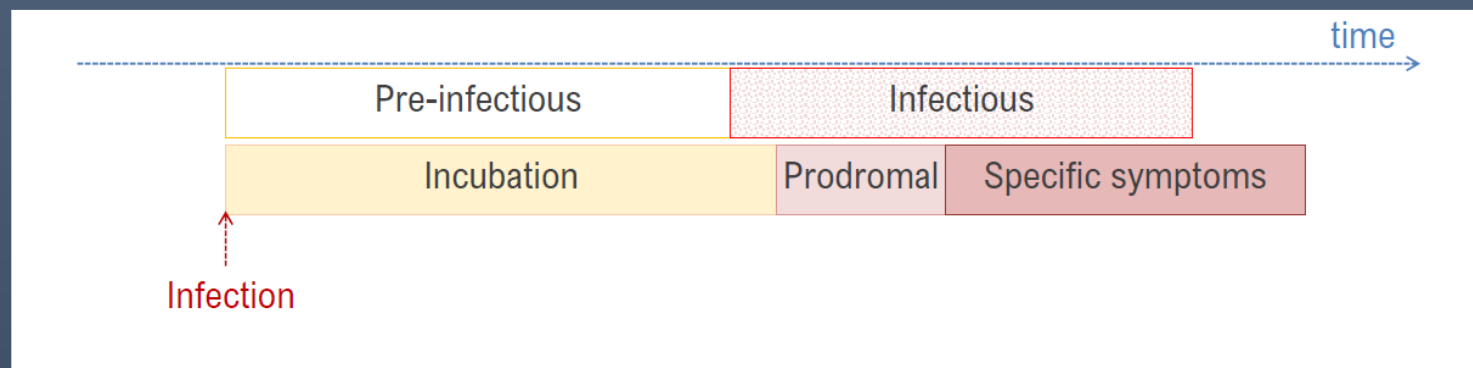 time
Pre-infectious Infectious
Incubation Prodromal Specific symptoms
Infection